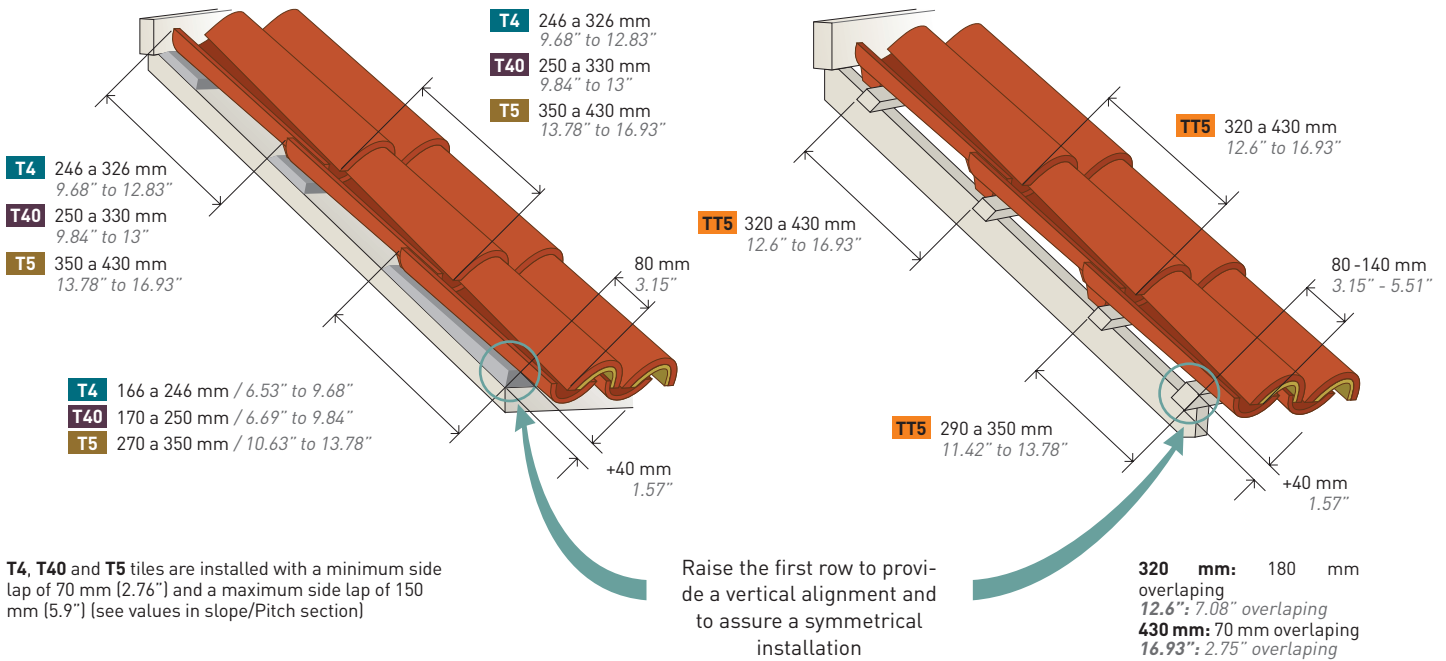 T4 246 a 326 mm
9.68” to 12.83”
T40 250 a 330 mm
9.84” to 13”
T5 350 a 430 mm
13.78” to 16.93”
T4 246 a 326 mm
9.68” to 12.83”
T40 250 a 330 mm
9.84” to 13”
T5 350 a 430 mm
13.78” to 16.93”
80 mm
3.15”
T4 166 a 246 mm / 6.53” to 9.68”
T40 170 a 250 mm / 6.69” to 9.84”
T5 270 a 350 mm / 10.63” to 13.78”
+40 mm
1.57”
TT5 320 a 430 mm
12.6” to 16.93”
TT5 320 a 430 mm
12.6” to 16.93”
80 -140 mm
3.15” - 5.51”
TT5 290 a 350 mm
11.42” to 13.78”
+40 mm
1.57”
T4, T40 and T5 tiles are installed with a minimum side
lap of 70 mm (2.76”) and a maximum side lap of 150
mm (5.9”) (see values in slope/Pitch section)
Raise the first row to provi-
de a vertical alignment and
to assure a symmetrical
installation
320 mm: 180 mm
overlaping
12.6”: 7.08” overlaping
430 mm: 70 mm overlaping
16.93”: 2.75” overlaping